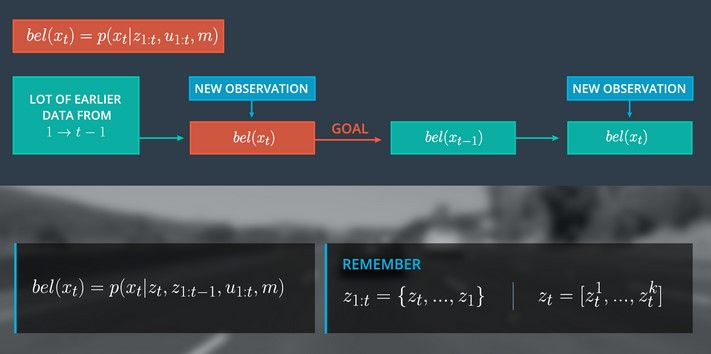 bel(x_t) = p(x_t|z_{1:t}, u_{1:t}, m)
LOT OF EARLIER
DATA FROM
1 → t − 1
NEW OBSERVATION
bel(x_t)
GOAL
bel(x_{t−1})
NEW OBSERVATION
bel(x_t)
bel(x_t) = p(x_t|z_t, z_{1:t−1}, u_{1:t}, m)
REMEMBER
z_{1:t} = {z_t, ..., z_1}
z_t = [z_t^1, ..., z_t^k]